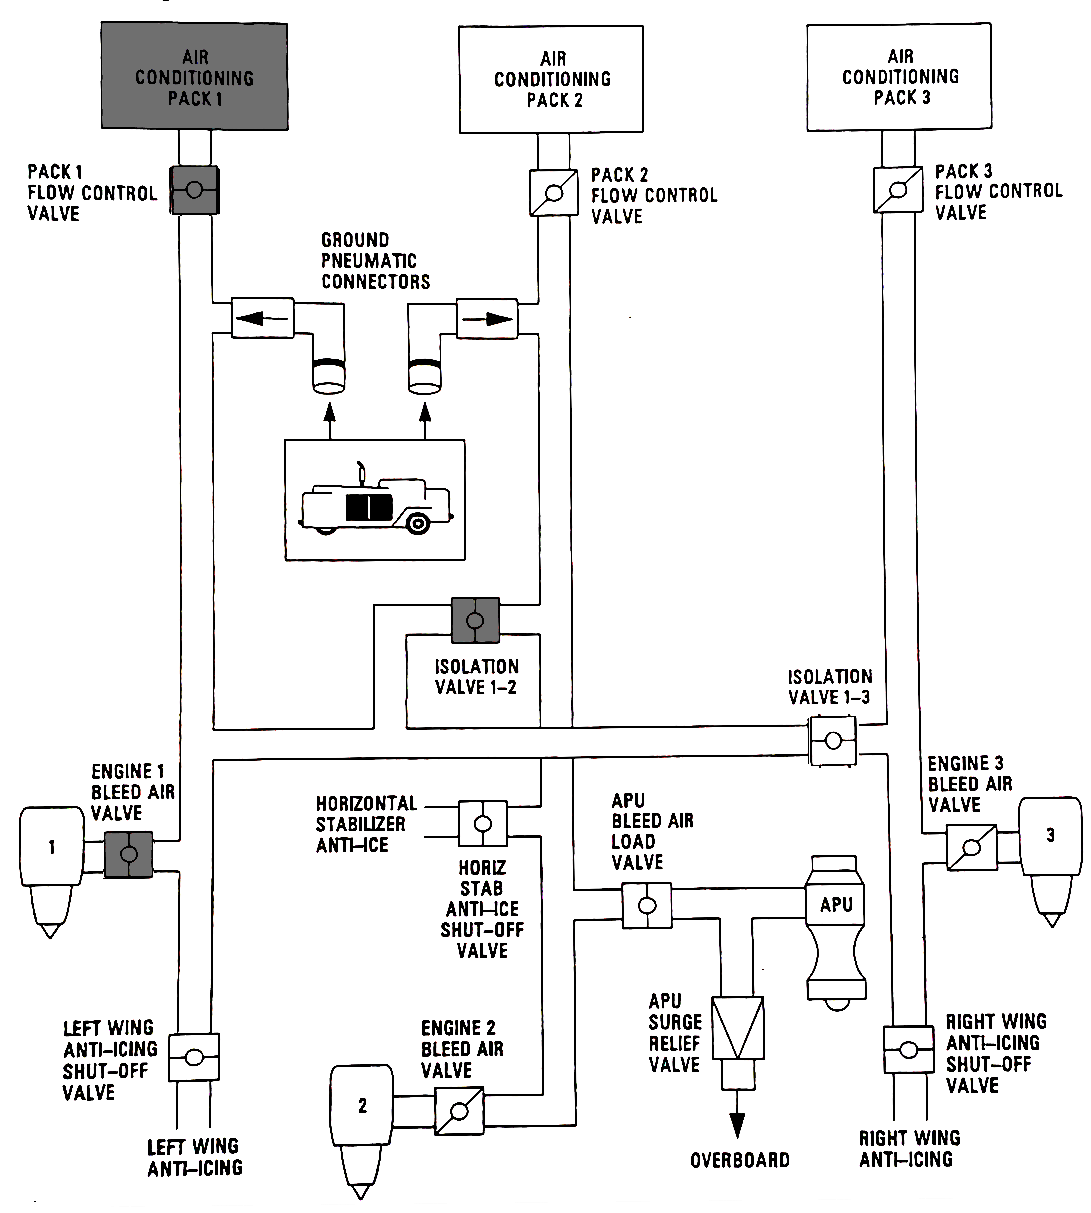 AIR
CONDITIONING
PACK 1
AIR
CONDITIONING
PACK 2
AIR
CONDITIONING
PACK 3
PACK 1
FLOW CONTROL
VALVE
PACK 2
FLOW CONTROL
VALVE
PACK 3
FLOW CONTROL
VALVE
GROUND
PNEUMATIC
CONNECTORS
ISOLATION
VALVE 1–2
ISOLATION
VALVE 1–3
ENGINE 1
BLEED AIR
VALVE
1
HORIZONTAL
STABILIZER
ANTI–ICE
HORIZ
STAB
ANTI–ICE
SHUT–OFF
VALVE
APU
BLEED AIR
LOAD
VALVE
ENGINE 3
BLEED AIR
VALVE
3
APU
LEFT WING
ANTI–ICING
SHUT–OFF
VALVE
LEFT WING
ANTI–ICING
ENGINE 2
BLEED AIR
VALVE
2
APU
SURGE
RELIEF
VALVE
OVERBOARD
RIGHT WING
ANTI–ICING
SHUT–OFF
VALVE
RIGHT WING
ANTI–ICING